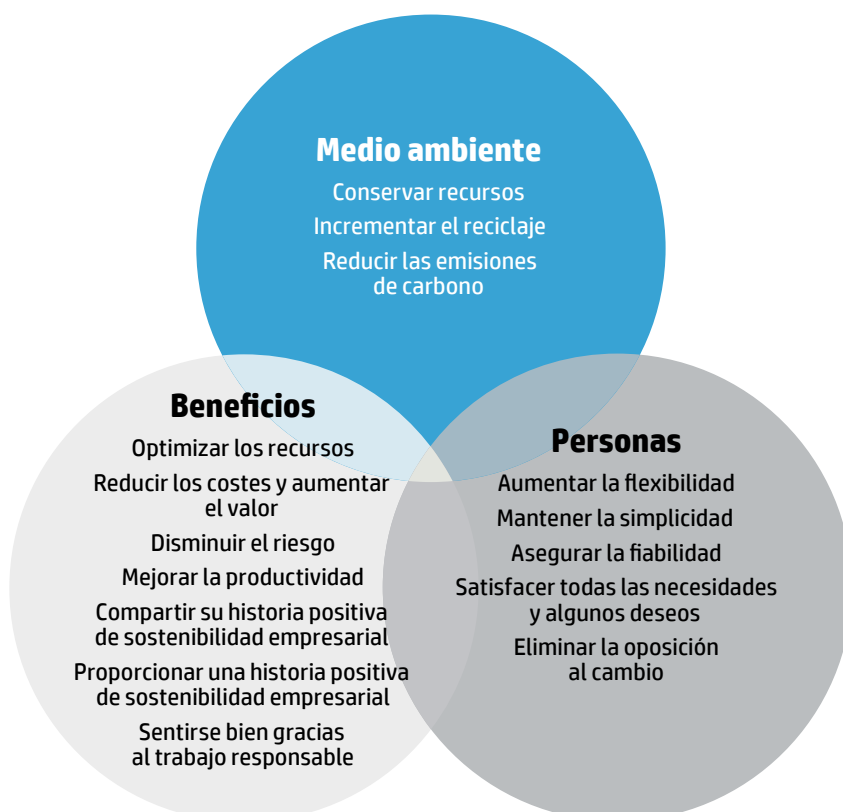 Medio ambiente
Conservar recursos
Incrementar el reciclaje
Reducir las emisiones
de carbono
Beneficios
Optimizar los recursos
Reducir los costes y aumentar
el valor
Disminuir el riesgo
Mejorar la productividad
Compartir su historia positiva
de sostenibilidad empresarial
Proporcionar una historia positiva
de sostenibilidad empresarial
Sentirse bien gracias
al trabajo responsable
Personas
Aumentar la flexibilidad
Mantener la simplicidad
Asegurar la fiabilidad
Satisfacer todas las necesidades
y algunos deseos
Eliminar la oposición
al cambio